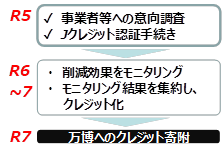 R5
✓ 事業者等への意向調査
✓ Jクレジット認証手続き
R6
~7
・ 削減効果をモニタリング
・ モニタリング結果を集約し、
クレジット化
R7
万博へのクレジット寄附